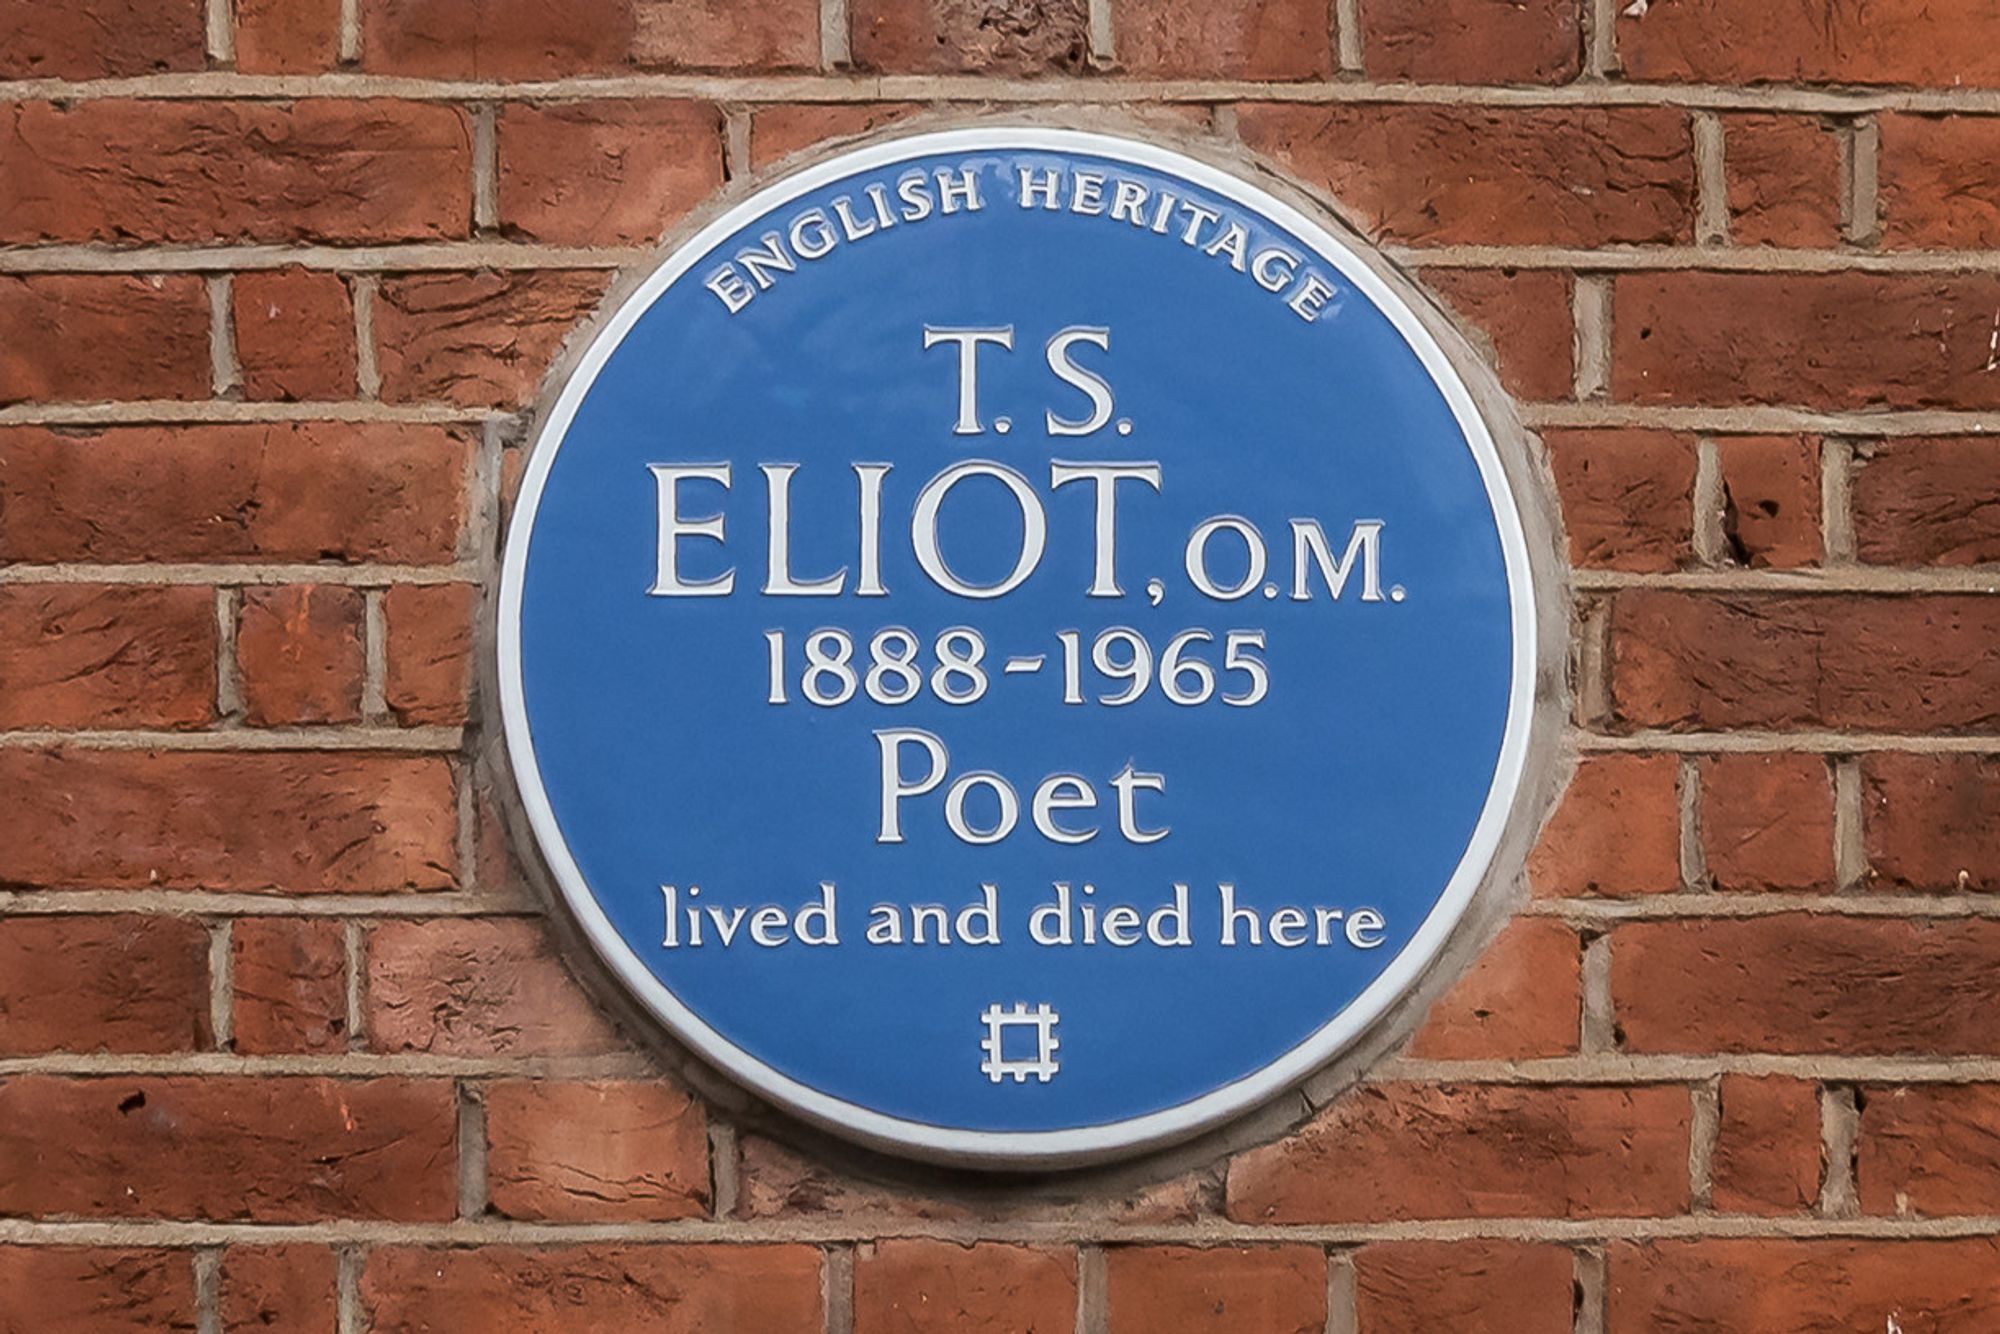 ENGLISH HERITAGE
T. S.
ELIOT, O.M.
1888-1965
Poet
lived and died here